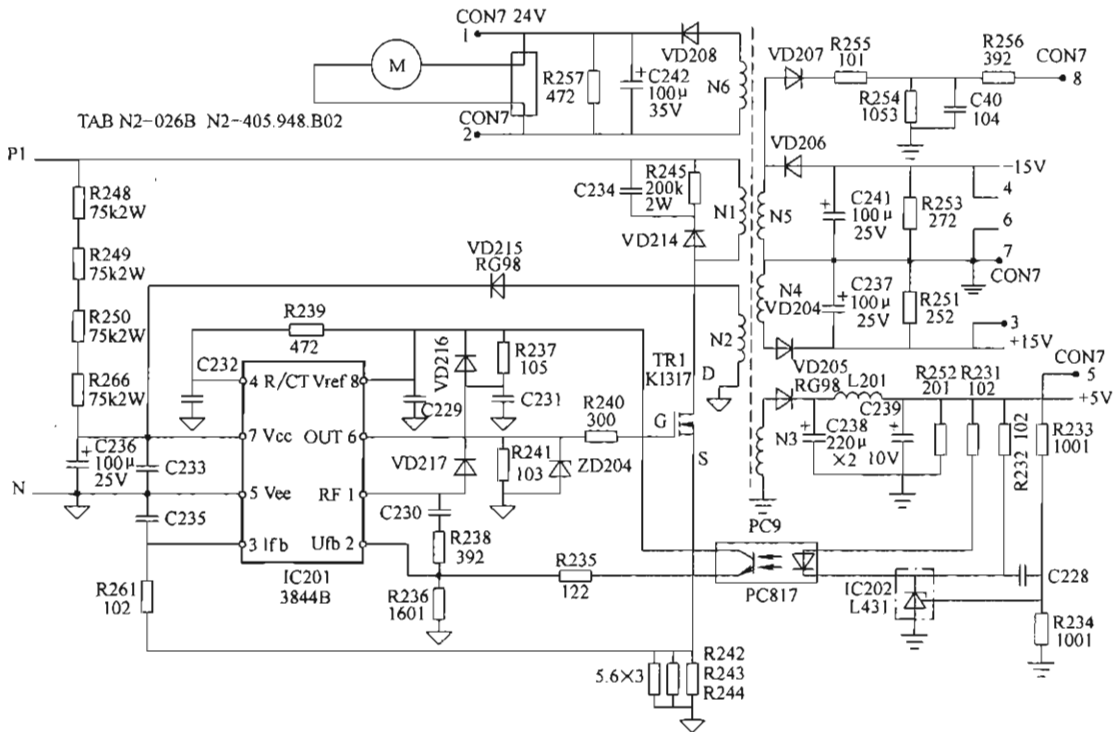 CON7 24V
1
M
R257
472
C242
100μ
35V
VD208
N6
CON7
2
TAB N2-026B N2-405.948.B02
VD207
R255
101
R254
1053
C40
104
R256
392
CON7
8
VD206
-15V
4
6
7
CON7
N5
C241
100μ
25V
R253
272
N4
VD204
C237
100μ
25V
R251
252
3
+15V
P1
R248
75k2W
R249
75k2W
R250
75k2W
R266
75k2W
C234
R245
200k
2W
N1
VD214
VD215
RG98
N2
R239
472
C232
VD216
R237
105
C229
C231
4 R/CT Vref 8
7 Vcc OUT 6
5 Vee RF 1
3 Ifb Ufb 2
IC201
3844B
C236
100μ
25V
C233
N
C235
R261
102
VD217
R241
103
ZD204
R240
300
TR1
K1317
D
G
S
C230
R238
392
R236
1601
R235
122
5.6×3
R242
R243
R244
VD205
RG98
L201
N3
C238
220μ
×2
C239
10V
R252
201
R231
102
R232 102
CON7
5
+5V
R233
1001
PC9
PC817
IC202
L431
C228
R234
1001